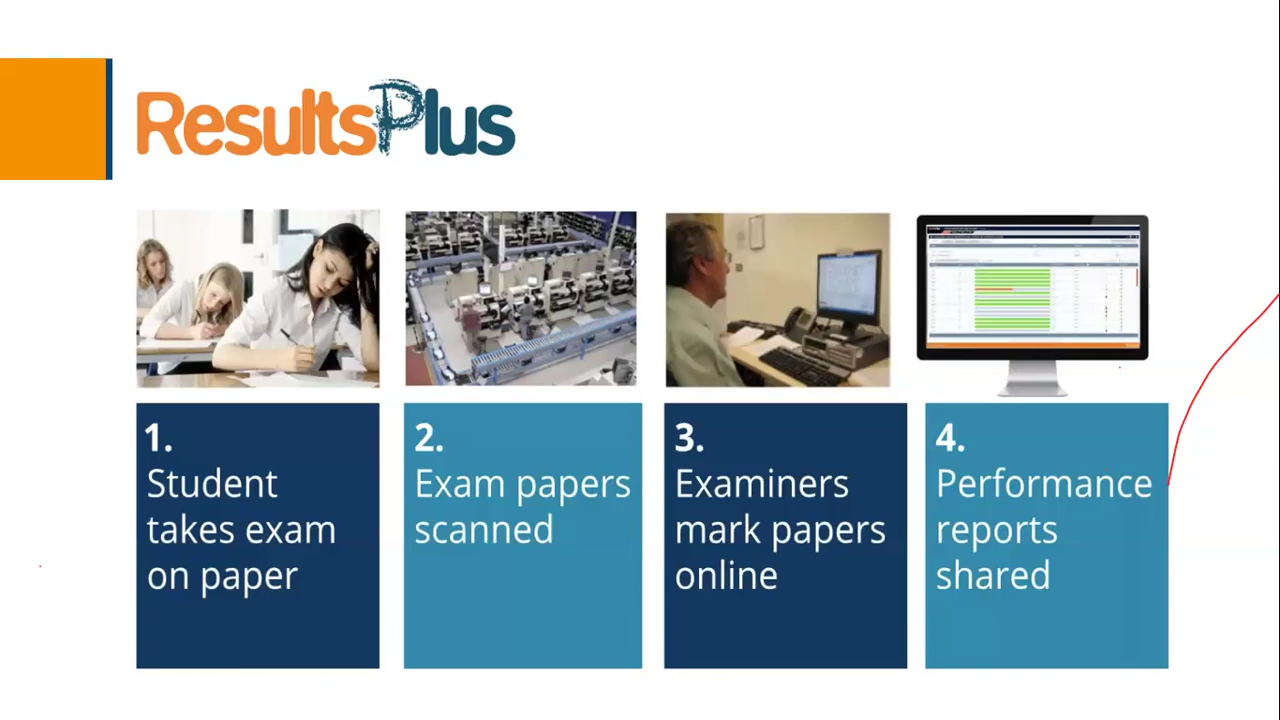 ResultsPlus
1.
Student
takes exam
on paper
2.
Exam papers
scanned
3.
Examiners
mark papers
online
4.
Performance
reports
shared